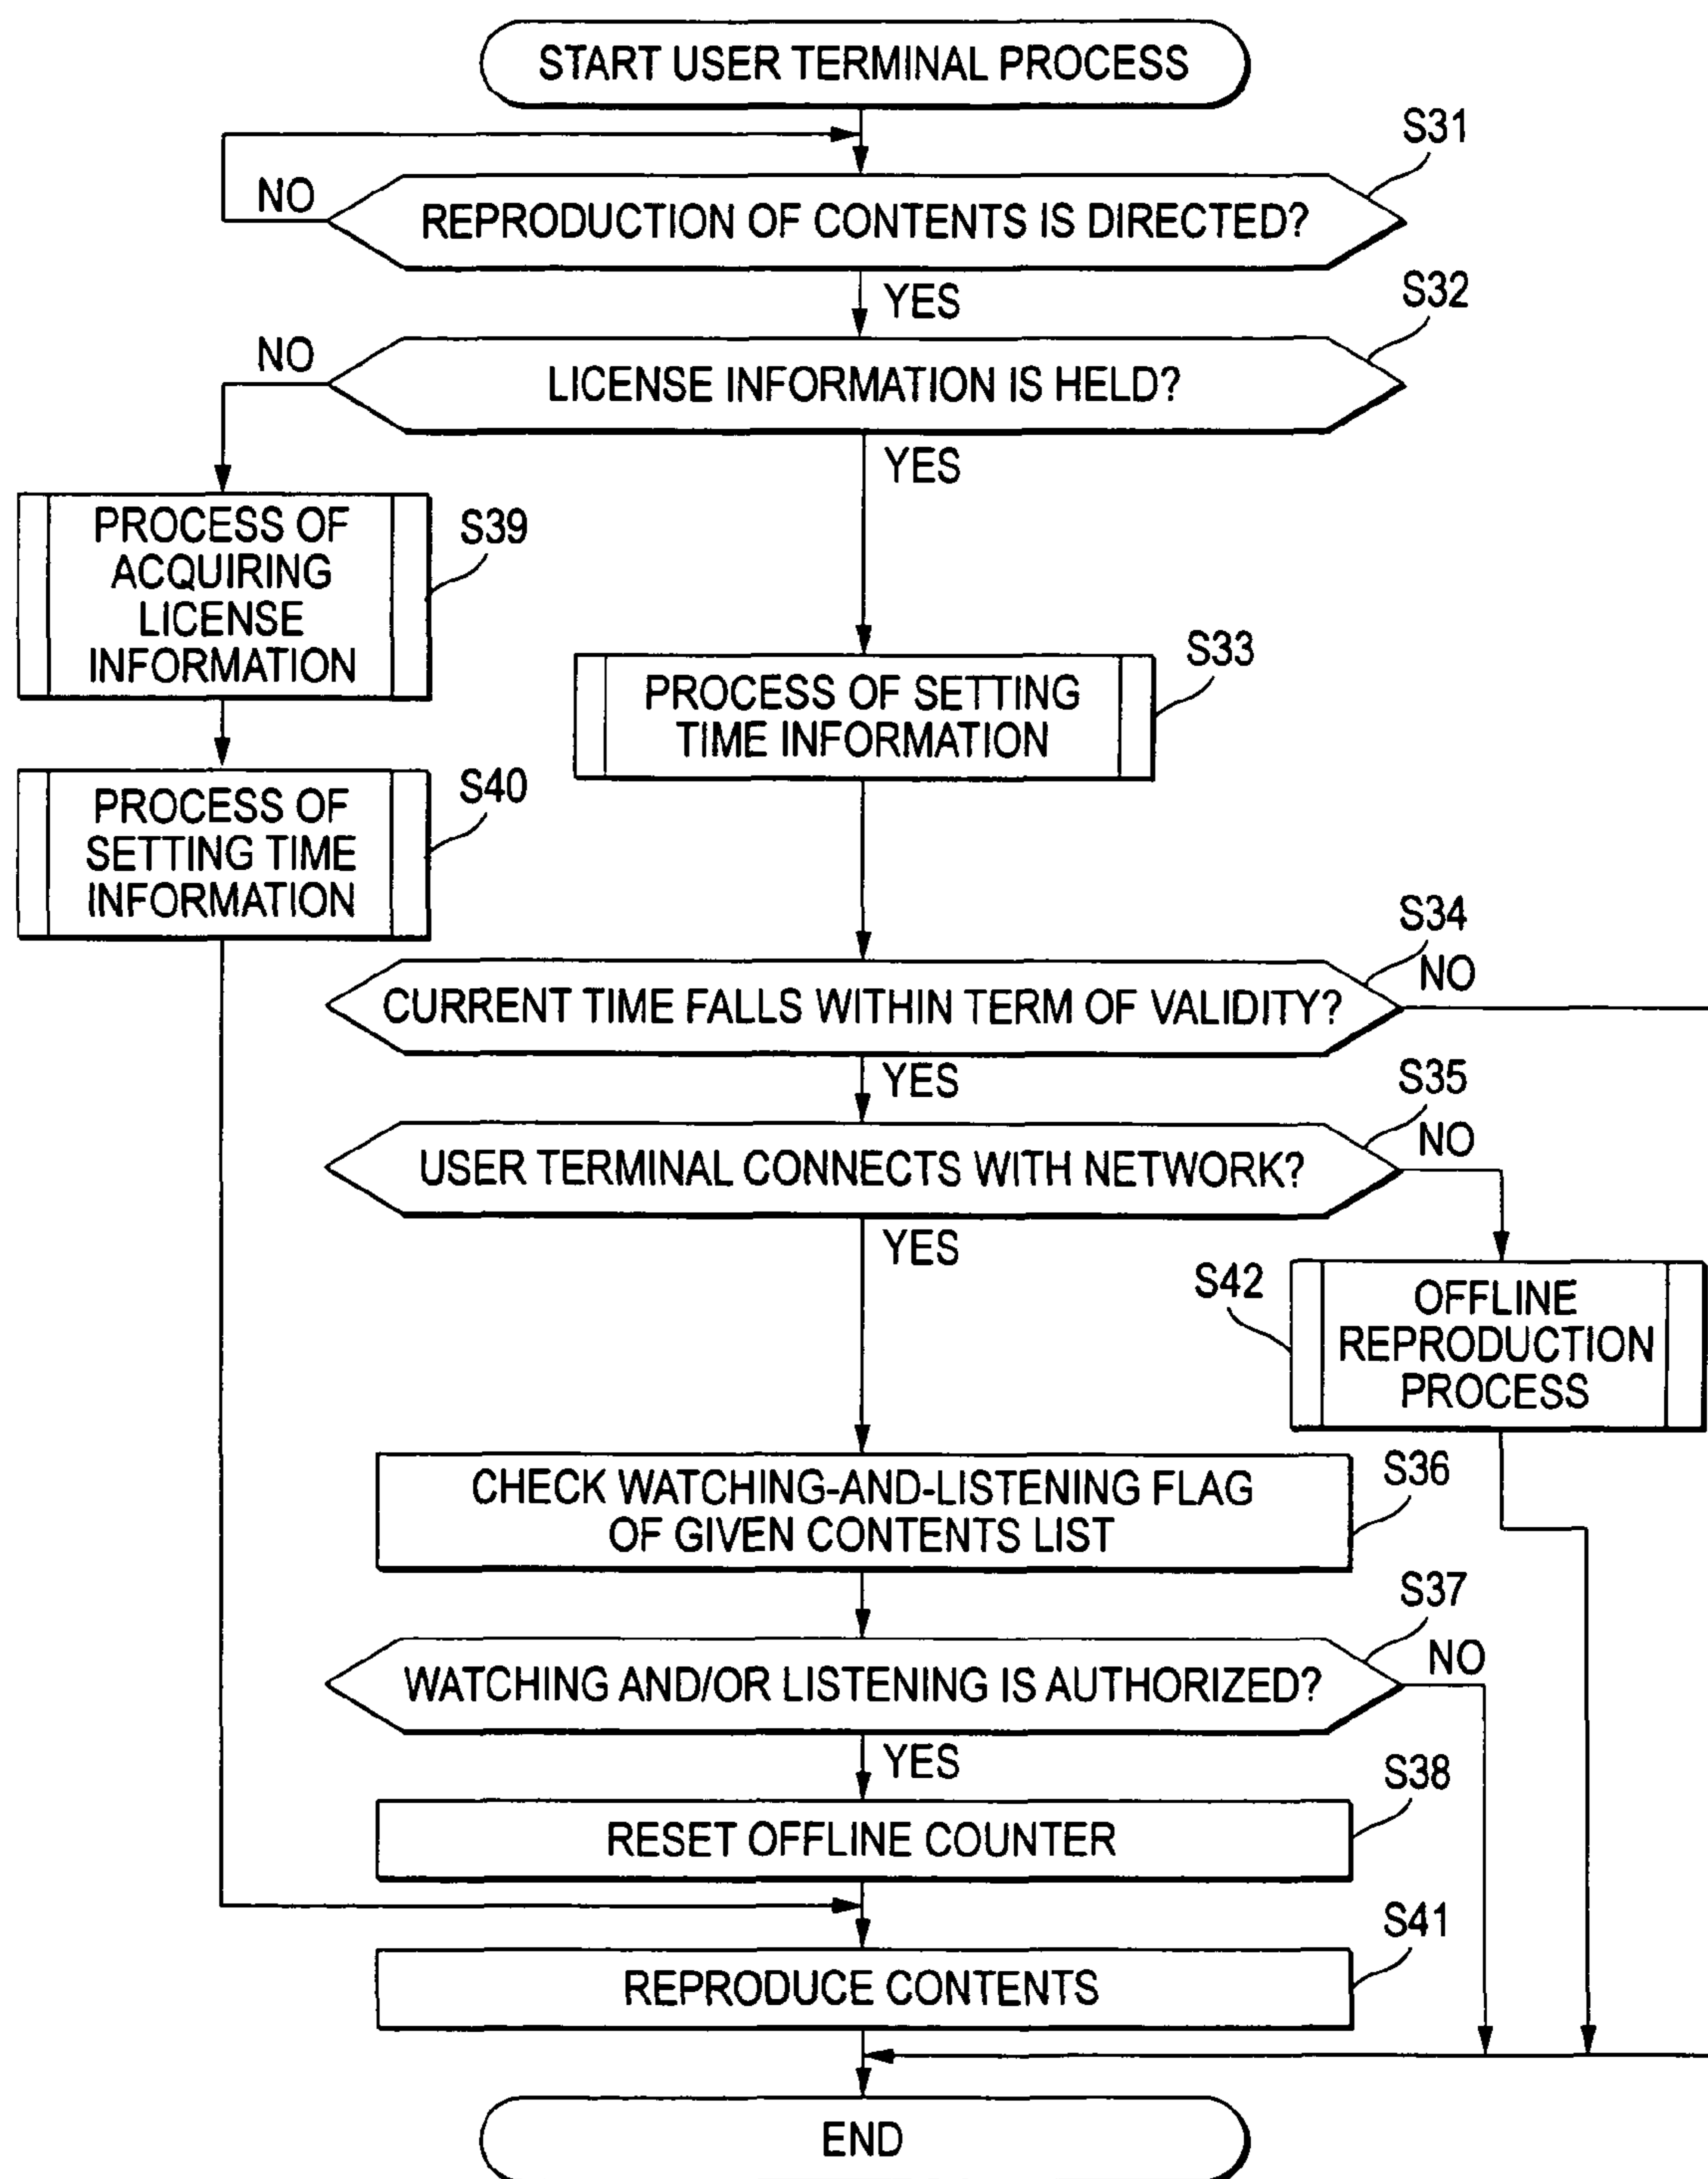 START USER TERMINAL PROCESS
S31
NO
REPRODUCTION OF CONTENTS IS DIRECTED?
YES
S32
NO
LICENSE INFORMATION IS HELD?
YES
PROCESS OF
ACQUIRING
LICENSE
INFORMATION
S39
S33
PROCESS OF SETTING
TIME INFORMATION
PROCESS OF
SETTING TIME
INFORMATION
S40
S34
NO
CURRENT TIME FALLS WITHIN TERM OF VALIDITY?
YES
S35
NO
USER TERMINAL CONNECTS WITH NETWORK?
YES
S42
OFFLINE
REPRODUCTION
PROCESS
S36
CHECK WATCHING-AND-LISTENING FLAG
OF GIVEN CONTENTS LIST
S37
NO
WATCHING AND/OR LISTENING IS AUTHORIZED?
YES
S38
RESET OFFLINE COUNTER
S41
REPRODUCE CONTENTS
END